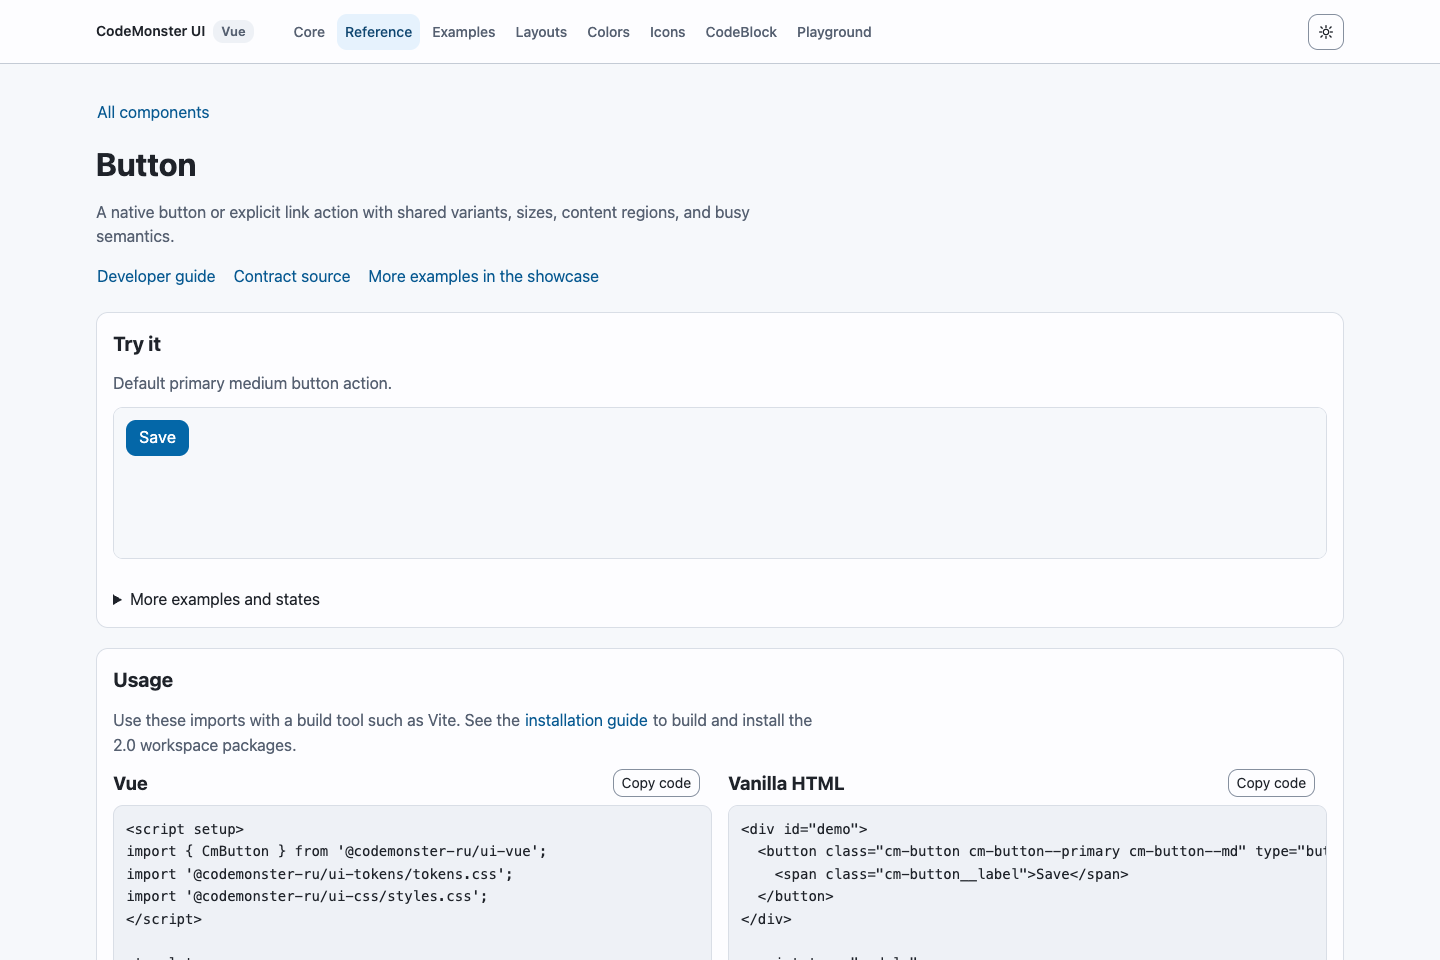 CodeMonster UI Vue Core Reference Examples Layouts Colors Icons CodeBlock Playground
All components
Button
A native button or explicit link action with shared variants, sizes, content regions, and busy
semantics.
Developer guide Contract source More examples in the showcase
Try it
Default primary medium button action.
Save
More examples and states
Usage
Use these imports with a build tool such as Vite. See the installation guide to build and install the
2.0 workspace packages.
Vue Copy code
<script setup>
import { CmButton } from '@codemonster-ru/ui-vue';
import '@codemonster-ru/ui-tokens/tokens.css';
import '@codemonster-ru/ui-css/styles.css';
</script>
Vanilla HTML Copy code
<div id="demo">
<button class="cm-button cm-button--primary cm-button--md" type="but
<span class="cm-button__label">Save</span>
</button>
</div>